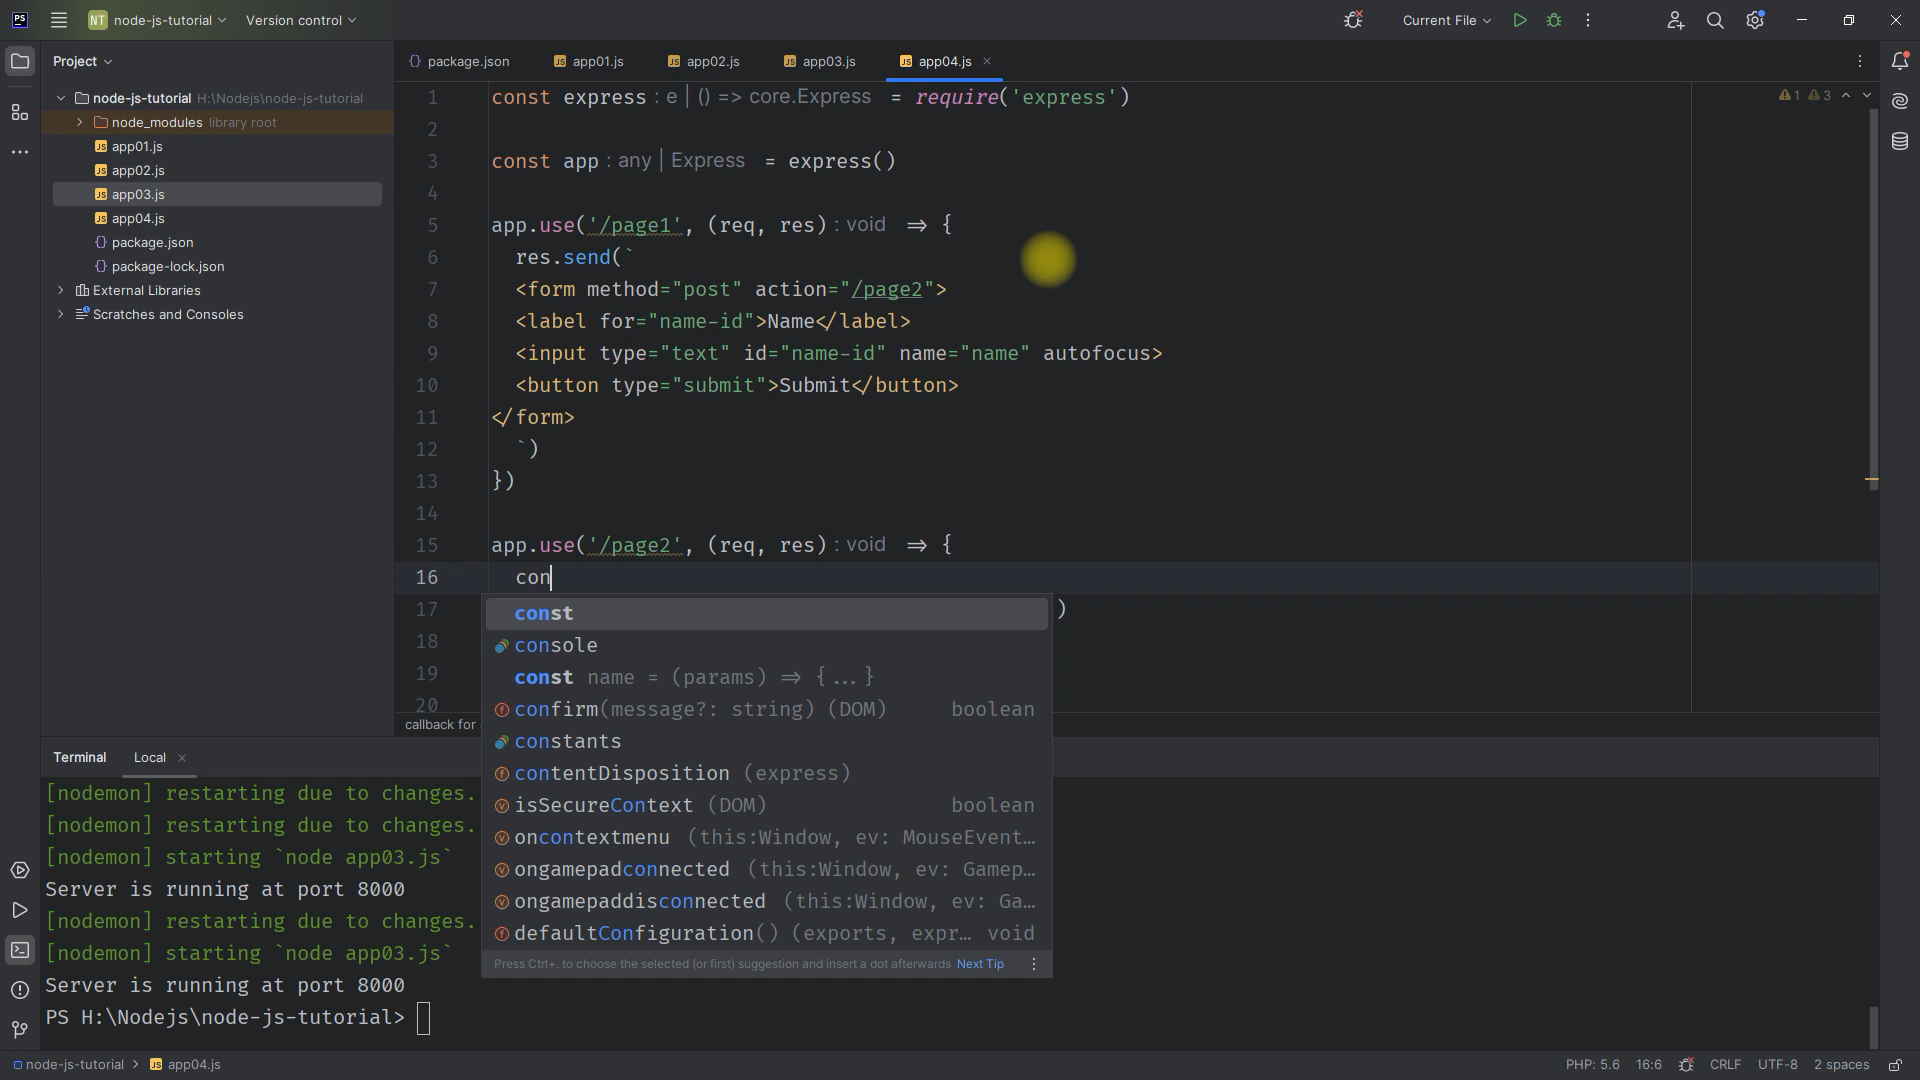 PS
NT node-js-tutorial Version control Current File
Project
node-js-tutorial H:\Nodejs\node-js-tutorial
node_modules library root
JS app01.js
JS app02.js
JS app03.js
JS app04.js
{} package.json
{} package-lock.json
External Libraries
Scratches and Consoles
{} package.json JS app01.js JS app02.js JS app03.js JS app04.js
1 const express : e | () => core.Express = require('express')
2
3 const app : any | Express = express()
4
5 app.use('/page1', (req, res) : void => {
6 res.send(`
7 <form method="post" action="/page2">
8 <label for="name-id">Name</label>
9 <input type="text" id="name-id" name="name" autofocus>
10 <button type="submit">Submit</button>
11 </form>
12 `)
13 })
14
15 app.use('/page2', (req, res) : void => {
16 con
17 )
18
19
20
1 3
const
console
const name = (params) => {...}
confirm(message?: string) (DOM) boolean
constants
contentDisposition (express)
isSecureContext (DOM) boolean
oncontextmenu (this:Window, ev: MouseEvent...
ongamepadconnected (this:Window, ev: Gamep...
ongamepaddisconnected (this:Window, ev: Ga...
defaultConfiguration() (exports, expr... void
Press Ctrl+. to choose the selected (or first) suggestion and insert a dot afterwards Next Tip
callback for
Terminal Local
[nodemon] restarting due to changes.
[nodemon] restarting due to changes.
[nodemon] starting `node app03.js`
Server is running at port 8000
[nodemon] restarting due to changes.
[nodemon] starting `node app03.js`
Server is running at port 8000
PS H:\Nodejs\node-js-tutorial>
node-js-tutorial > JS app04.js PHP: 5.6 16:6 CRLF UTF-8 2 spaces